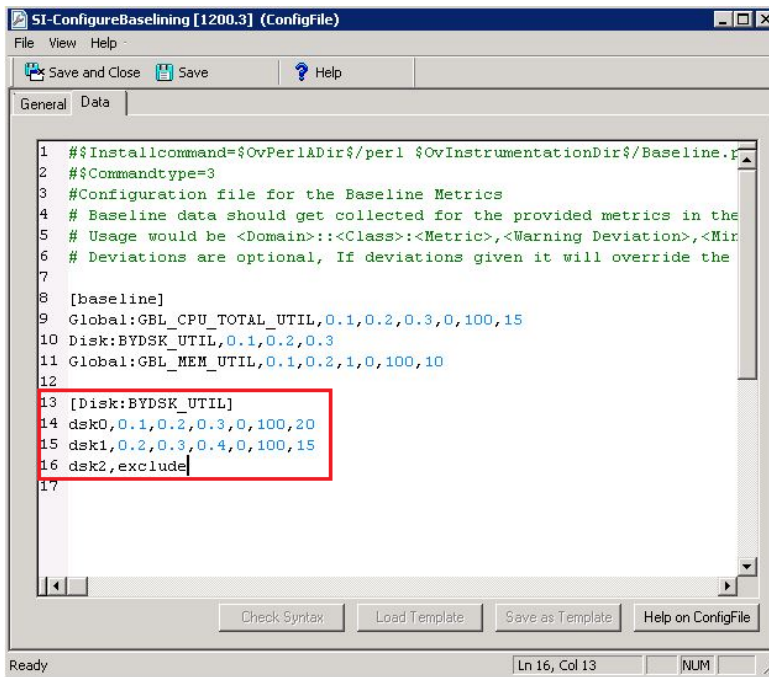 SI-ConfigureBaselining [1200.3] (ConfigFile)
File View Help
Save and Close Save Help
General Data
1 #$Installcommand=$OvPerlADir$/perl $OvInstrumentationDir$/Baseline.p
2 #$Commandtype=3
3 #Configuration file for the Baseline Metrics
4 # Baseline data should get collected for the provided metrics in the
5 # Usage would be <Domain>::<Class>:<Metric>,<Warning Deviation>,<Min
6 # Deviations are optional, If deviations given it will override the
7
8 [baseline]
9 Global:GBL_CPU_TOTAL_UTIL,0.1,0.2,0.3,0,100,15
10 Disk:BYDSK_UTIL,0.1,0.2,0.3
11 Global:GBL_MEM_UTIL,0.1,0.2,1,0,100,10
12
13 [Disk:BYDSK_UTIL]
14 dsk0,0.1,0.2,0.3,0,100,20
15 dsk1,0.2,0.3,0.4,0,100,15
16 dsk2,exclude
17
Check Syntax Load Template Save as Template Help on ConfigFile
Ready Ln 16, Col 13 NUM